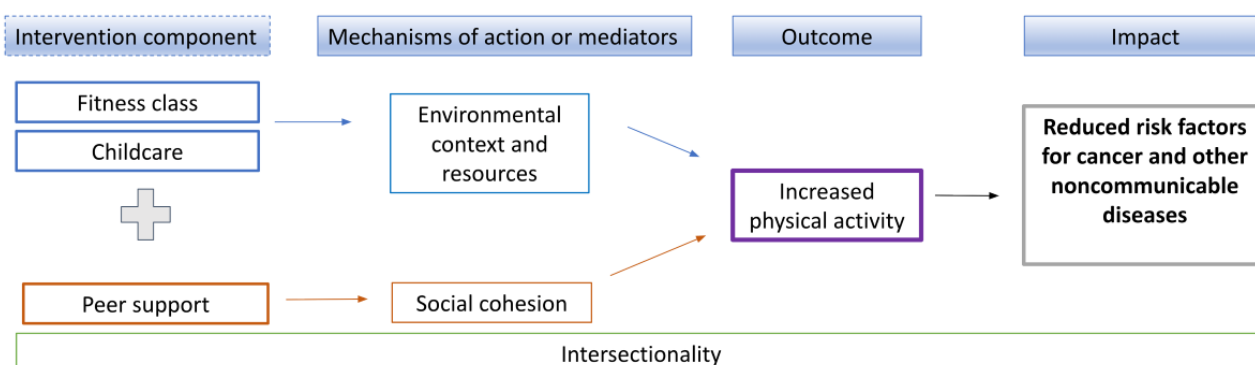 Intervention component
Mechanisms of action or mediators
Outcome
Impact
Fitness class
Childcare
Environmental
context and
resources
Increased
physical activity
Reduced risk factors
for cancer and other
noncommunicable
diseases
Peer support
Social cohesion
Intersectionality